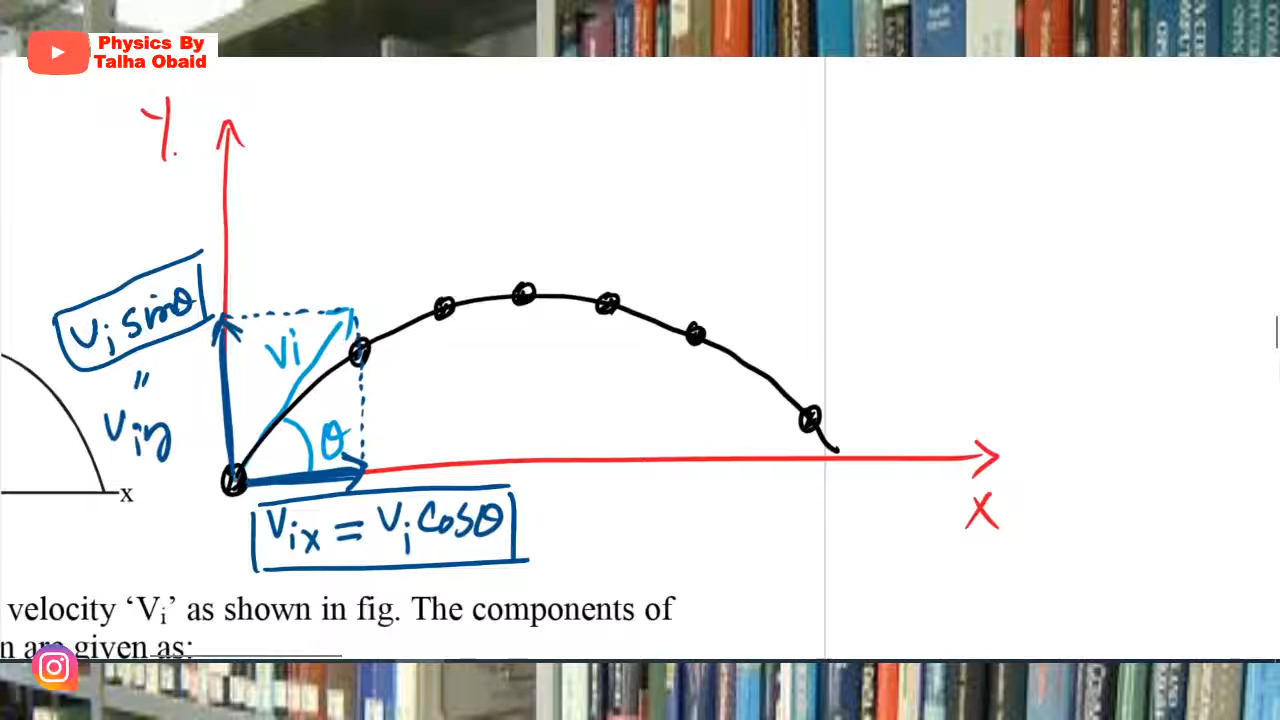 Physics By
Talha Obaid
Y
Vi sinθ
"
Viy
Vi
θ
x
Vix = Vi cosθ
X
velocity ‘Vi’ as shown in fig. The components of
n are given as: